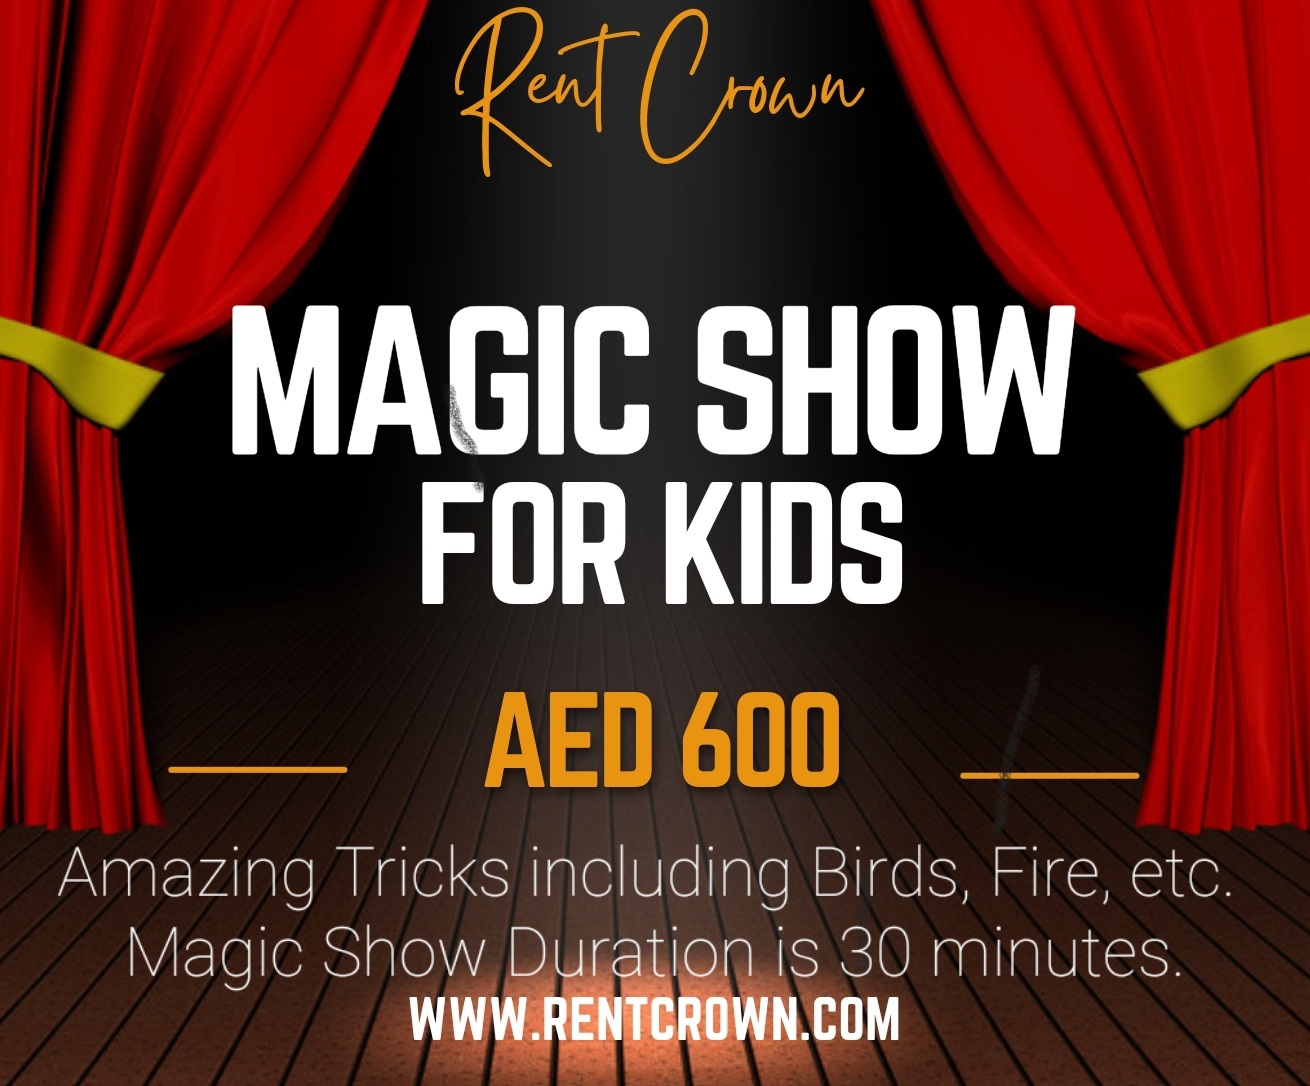 Rent Crown
MAGIC SHOW
FOR KIDS
AED 600
Amazing Tricks including Birds, Fire, etc.
Magic Show Duration is 30 minutes.
WWW.RENTCROWN.COM